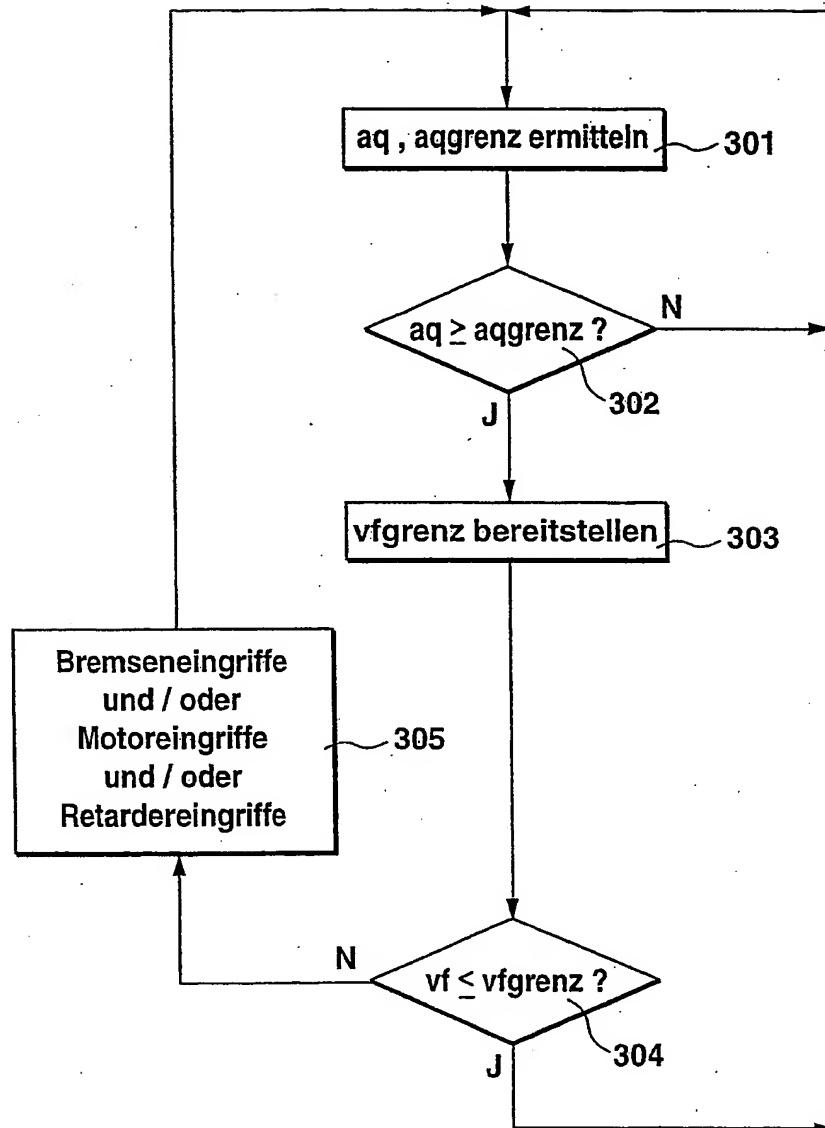 aq , aqgrenz ermitteln
301
aq ≥ aqgrenz ?
N
302
J
vfgrenz bereitstellen
303
Bremseneingriffe
und / oder
Motoreingriffe
und / oder
Retardereingriffe
305
N
vf ≤ vfgrenz ?
304
J